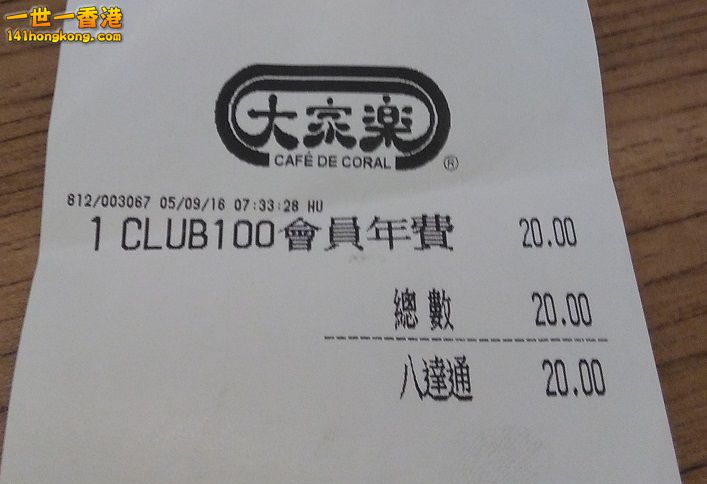 一世一香港
141hongkong.com
大家樂
CAFÉ DE CORAL ®
812/003067 05/09/16 07:33:28 HU
1 CLUB100會員年費 20.00
總數 20.00
八達通 20.00